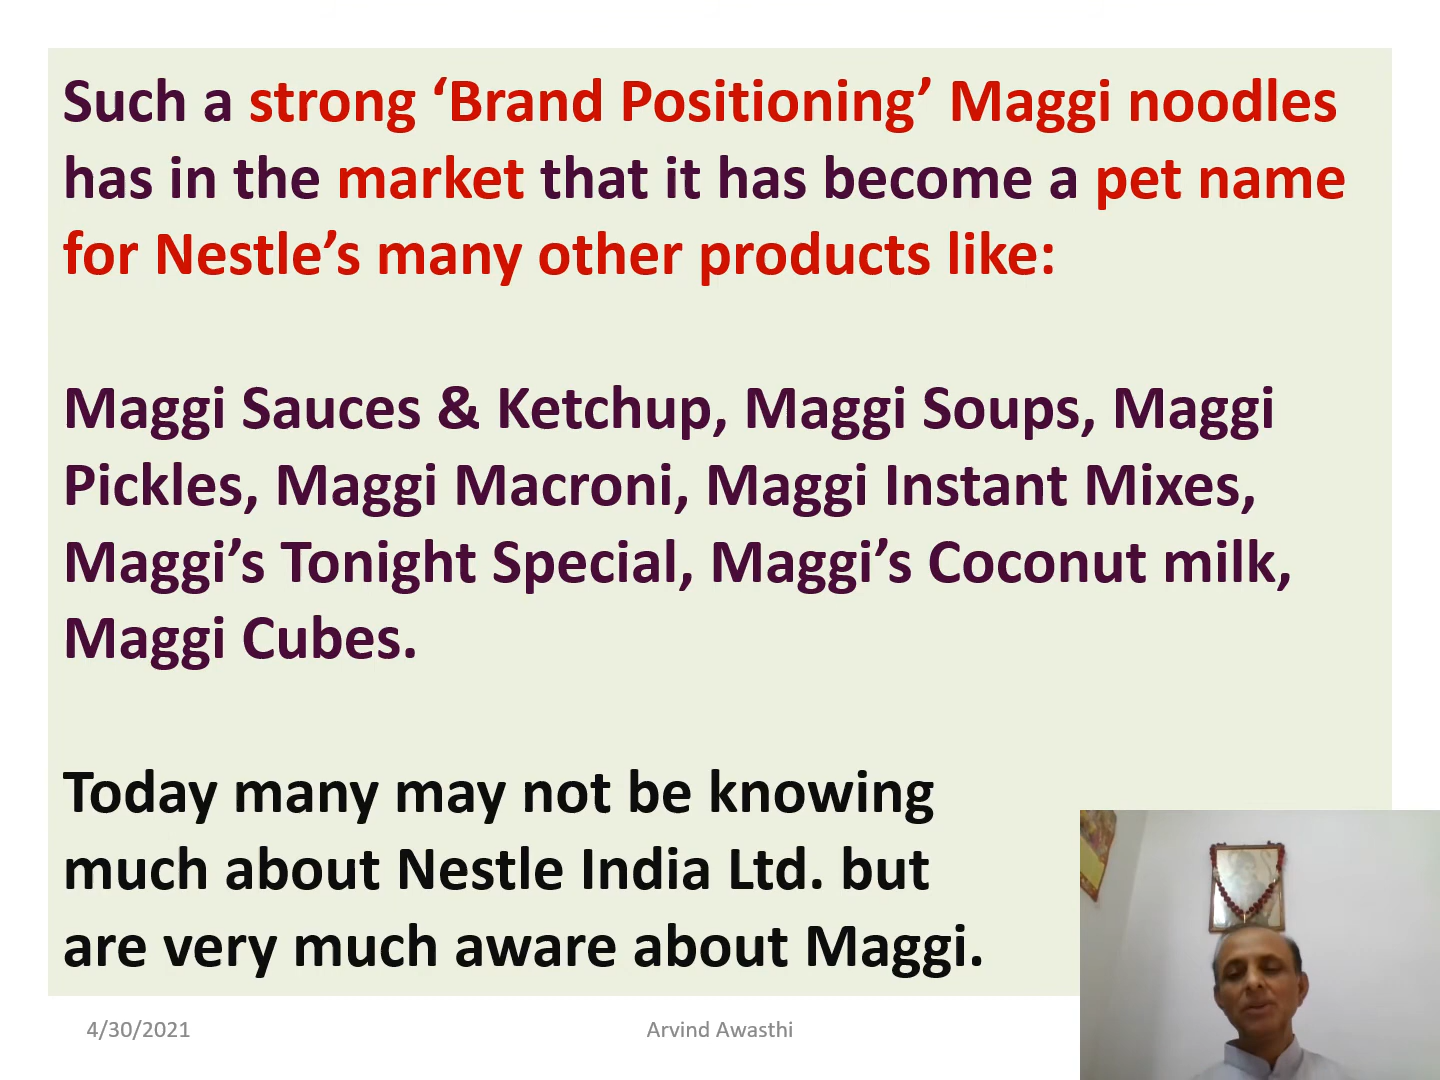 Such a strong ‘Brand Positioning’ Maggi noodles
has in the market that it has become a pet name
for Nestle’s many other products like:
Maggi Sauces & Ketchup, Maggi Soups, Maggi
Pickles, Maggi Macroni, Maggi Instant Mixes,
Maggi’s Tonight Special, Maggi’s Coconut milk,
Maggi Cubes.
Today many may not be knowing
much about Nestle India Ltd. but
are very much aware about Maggi.
4/30/2021
Arvind Awasthi